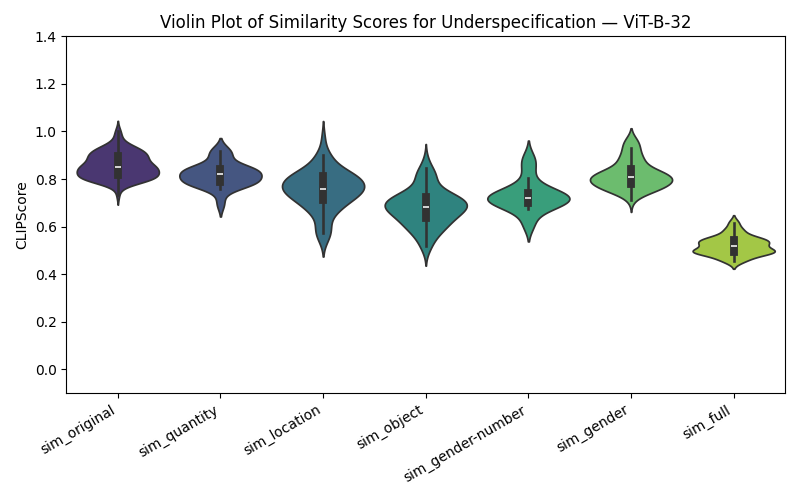 Violin Plot of Similarity Scores for Underspecification — ViT-B-32
1.4
1.2
1.0
0.8
0.6
0.4
0.2
0.0
CLIPScore
sim_original
sim_quantity
sim_location
sim_object
sim_gender-number
sim_gender
sim_full